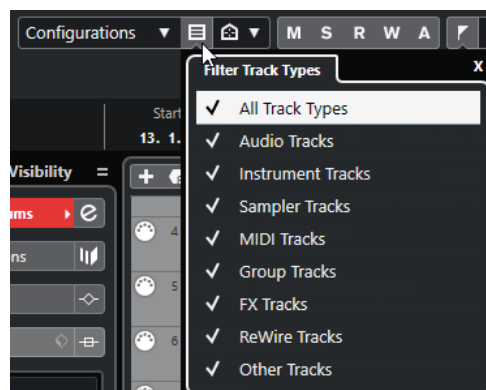 Configurations M S R W A
Filter Track Types X
Start
All Track Types
13. 1.
Audio Tracks
Visibility
Instrument Tracks
ums
Sampler Tracks
4
MIDI Tracks
ns
Group Tracks
5
FX Tracks
6
ReWire Tracks
Other Tracks